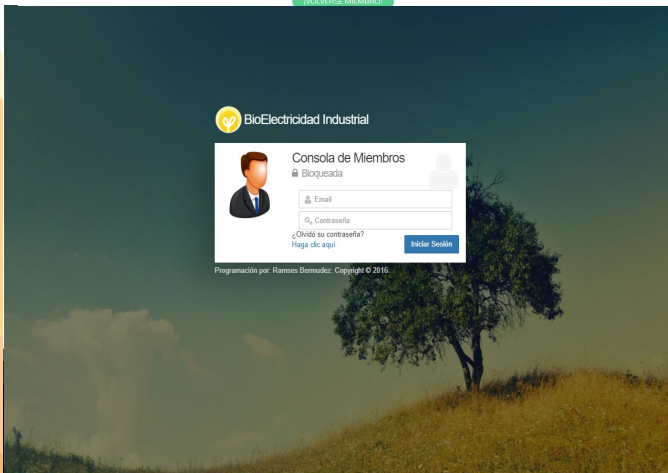 ¡VOLVERSE MIEMBRO!
BioElectricidad Industrial
Consola de Miembros
Bloqueada
Email
Contraseña
¿Olvidó su contraseña?
Haga clic aquí
Iniciar Sesión
Programación por: Ramses Bermudez. Copyright © 2016.